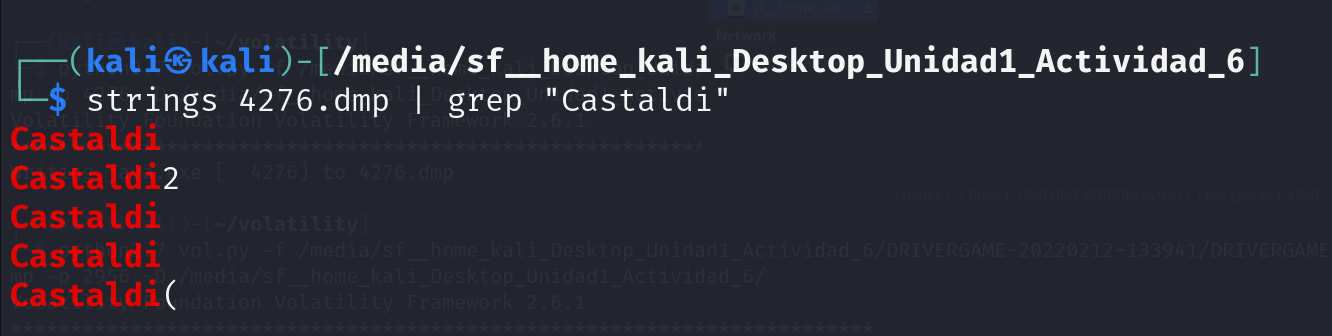 ┌──(kali㉿kali)-[/media/sf__home_kali_Desktop_Unidad1_Actividad_6]
└─$ strings 4276.dmp | grep "Castaldi"
Castaldi
Castaldi2
Castaldi
Castaldi
Castaldi(